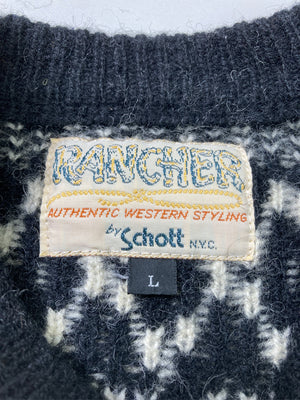 RANCHER
AUTHENTIC WESTERN STYLING
by Schott N.Y.C.
L